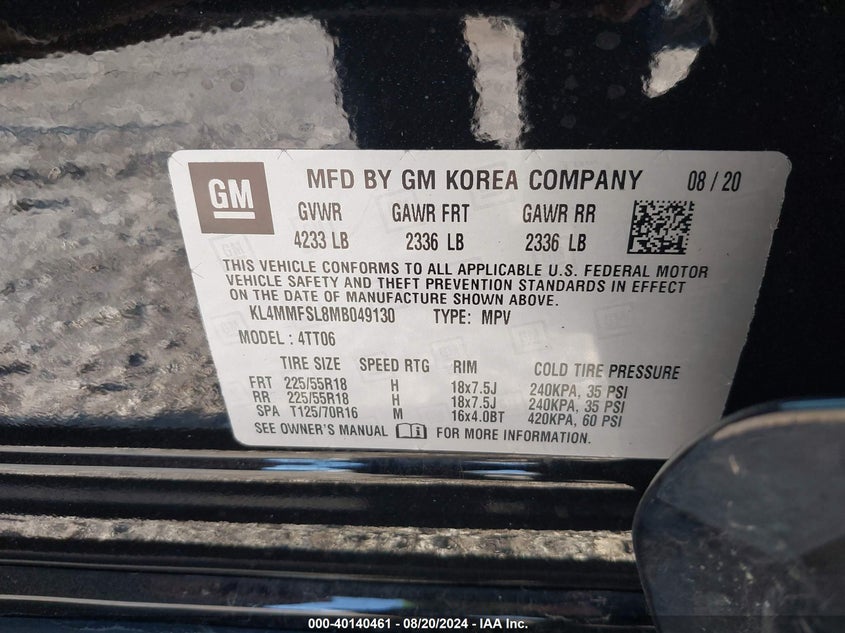 GM MFD BY GM KOREA COMPANY 08 / 20
GVWR GAWR FRT GAWR RR
4233 LB 2336 LB 2336 LB
THIS VEHICLE CONFORMS TO ALL APPLICABLE U.S. FEDERAL MOTOR
VEHICLE SAFETY AND THEFT PREVENTION STANDARDS IN EFFECT
ON THE DATE OF MANUFACTURE SHOWN ABOVE.
KL4MMFSL8MB049130 TYPE: MPV
MODEL : 4TT06
TIRE SIZE SPEED RTG RIM COLD TIRE PRESSURE
FRT 225/55R18 H 18x7.5J 240KPA, 35 PSI
RR 225/55R18 H 18x7.5J 240KPA, 35 PSI
SPA T125/70R16 M 16x4.0BT 420KPA, 60 PSI
SEE OWNER'S MANUAL FOR MORE INFORMATION.
000-40140461 - 08/20/2024 - IAA Inc.